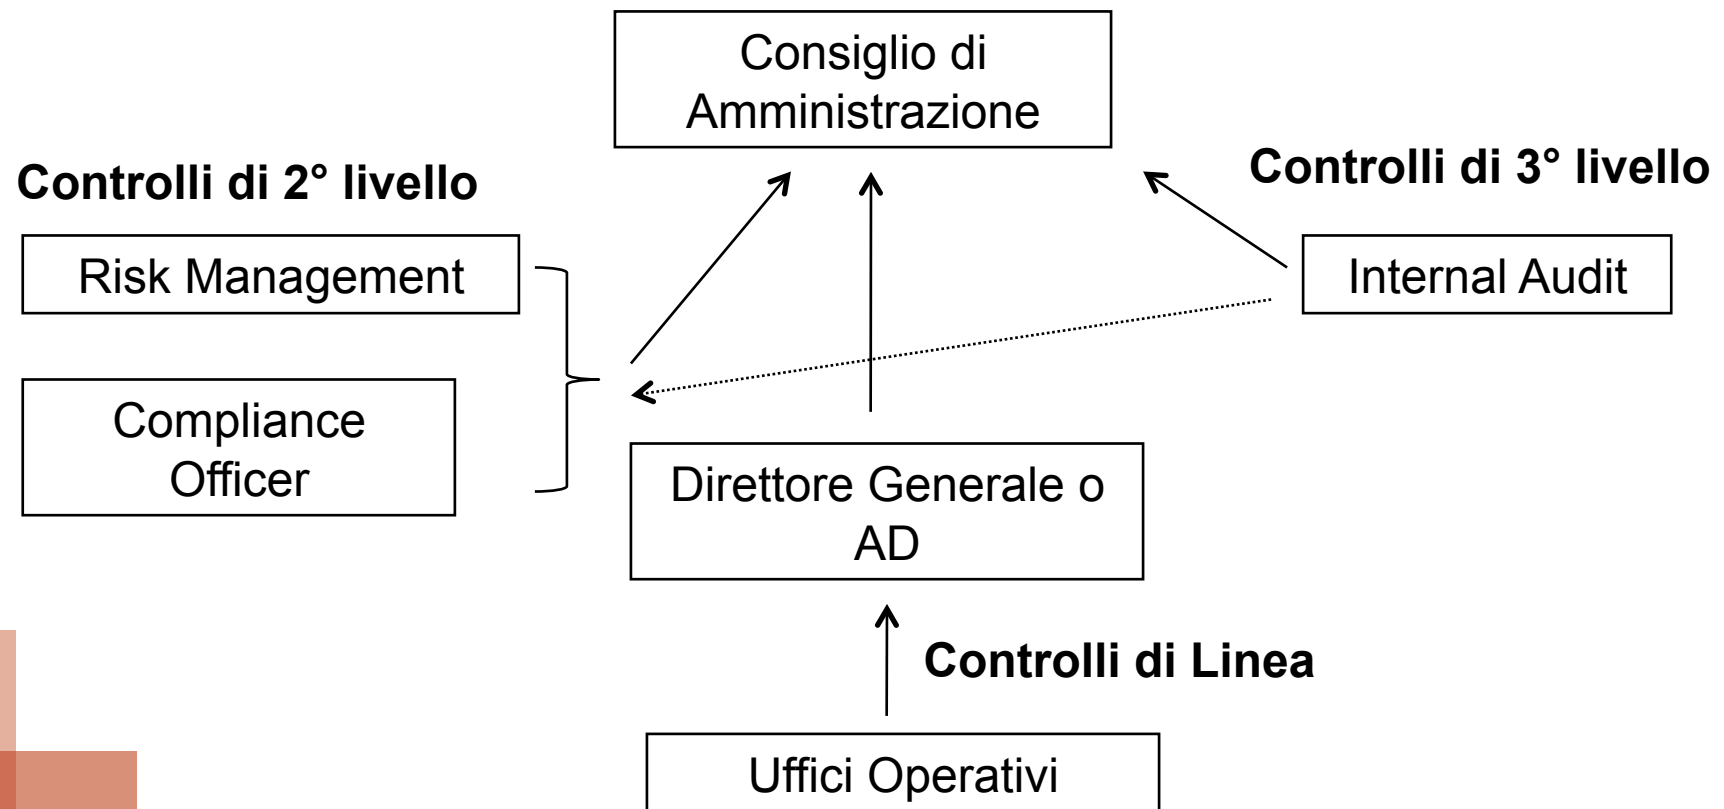 Consiglio di
Amministrazione
Controlli di 2° livello
Controlli di 3° livello
Risk Management
Internal Audit
Compliance
Officer
Direttore Generale o
AD
Controlli di Linea
Uffici Operativi